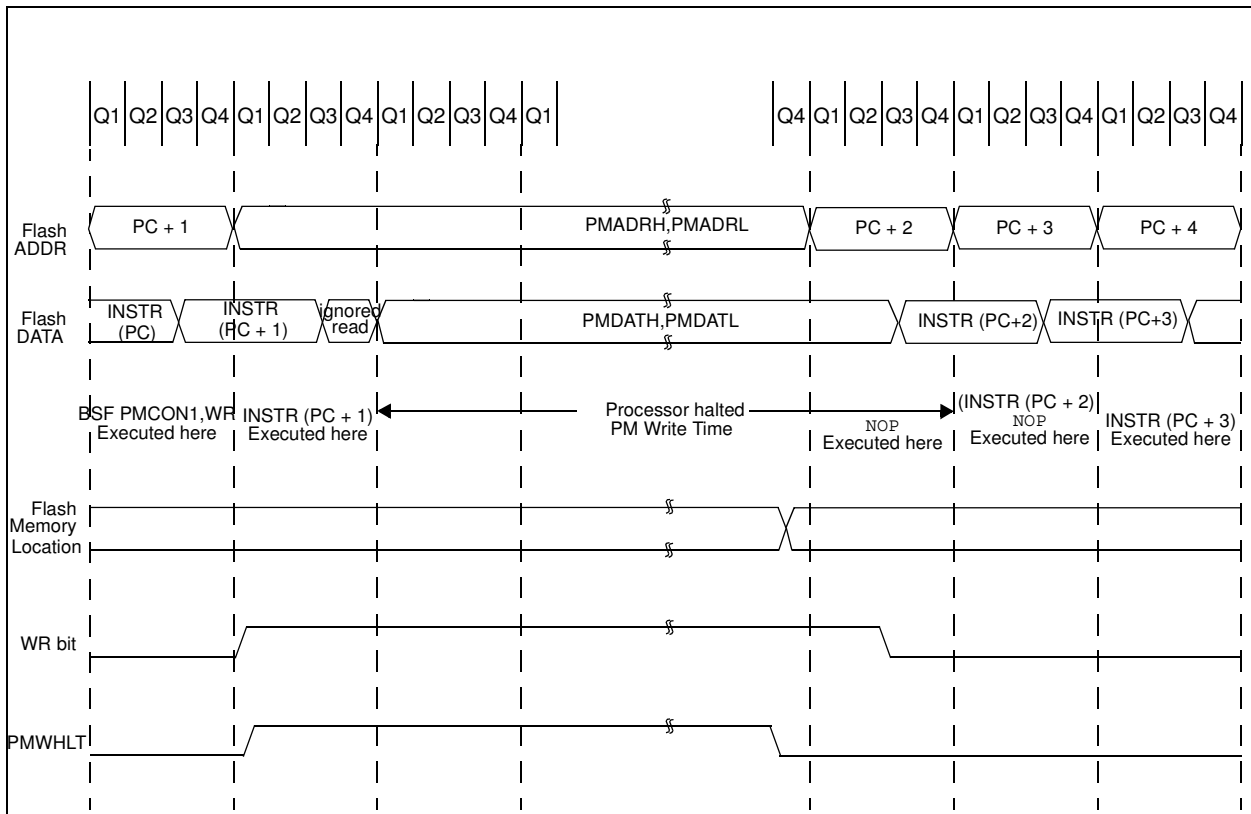 Q1 Q2 Q3 Q4 Q1 Q2 Q3 Q4 Q1 Q2 Q3 Q4 Q1 Q4 Q1 Q2 Q3 Q4 Q1 Q2 Q3 Q4 Q1 Q2 Q3 Q4
Flash
ADDR
PC + 1
PMADRH,PMADRL
PC + 2
PC + 3
PC + 4
Flash
DATA
INSTR
(PC)
INSTR
(PC + 1)
ignored
read
PMDATH,PMDATL
INSTR (PC+2)
INSTR (PC+3)
BSF PMCON1,WR
Executed here
INSTR (PC + 1)
Executed here
Processor halted
PM Write Time
NOP
Executed here
(INSTR (PC + 2)
NOP
Executed here
INSTR (PC + 3)
Executed here
Flash
Memory
Location
WR bit
PMWHLT